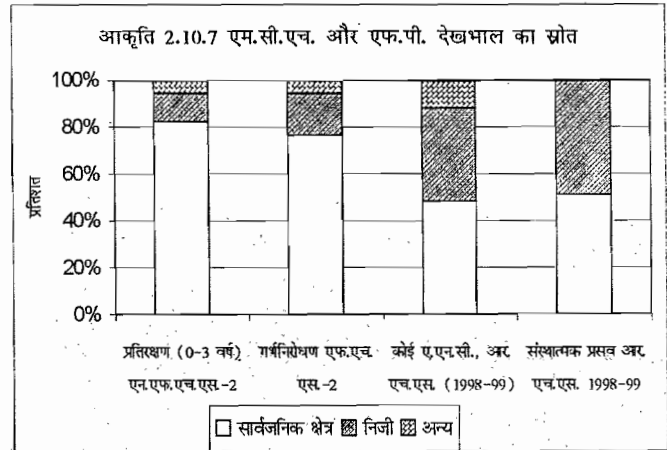 आकृति 2.10.7 एम.सी.एच. और एफ.पी. देखभाल का स्रोत
100%
80%
60%
40%
20%
0%
प्रतिशत
प्रतिरक्षण (0-3 वर्ष)
एन.एफ.एच.एस.-2
गर्भनिरोधण एफ.एच.
एस.-2
कोई ए.एन.सी., आर.
एच.एस. (1998-99)
संस्थात्मक प्रसव आर.
एच.एस. 1998-99
सार्वजनिक क्षेत्र निजी अन्य